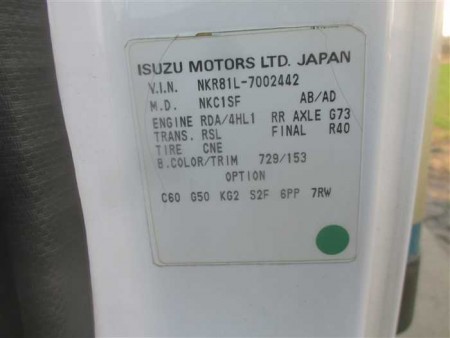 ISUZU MOTORS LTD. JAPAN
V.I.N. NKR81L-7002442
M.D. NKC1SF AB/AD
ENGINE RDA/4HL1 RR AXLE G73
TRANS. RSL FINAL R40
TIRE CNE
B.COLOR/TRIM 729/153
OPTION
C60 G50 KG2 S2F 6PP 7RW